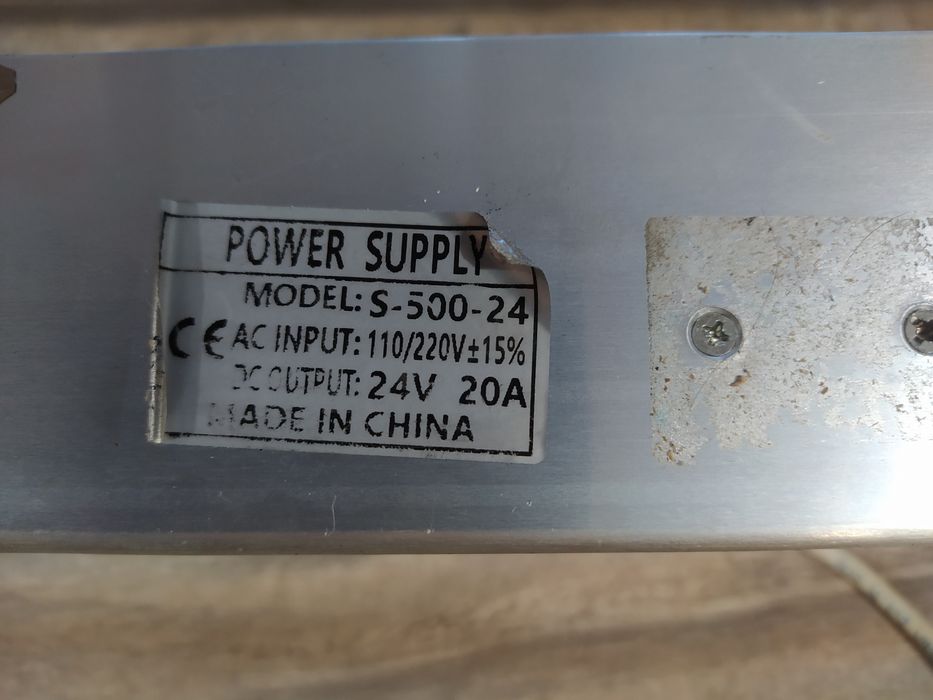 POWER SUPPLY
MODEL: S-500-24
CE AC INPUT: 110/220V±15%
DC OUTPUT: 24V 20A
MADE IN CHINA